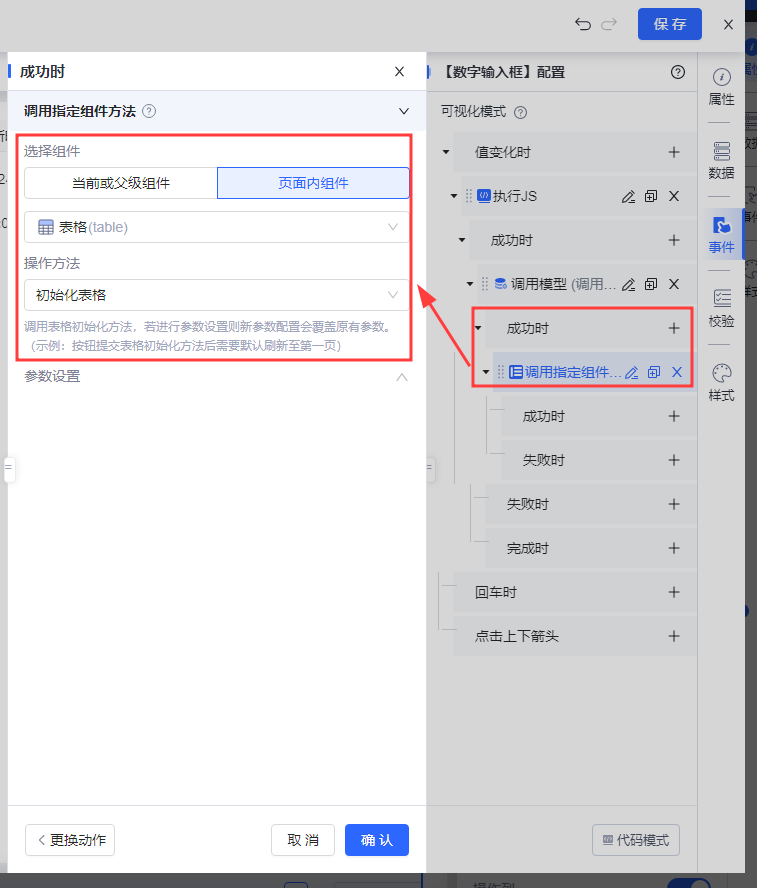 保 存
成功时
调用指定组件方法
选择组件
当前或父级组件
页面内组件
表格(table)
操作方法
初始化表格
调用表格初始化方法，若进行参数设置则新参数配置会覆盖原有参数。
（示例：按钮提交表格初始化方法后需要默认刷新至第一页）
参数设置
更换动作
取 消
确 认
【数字输入框】配置
可视化模式
值变化时
执行JS
成功时
调用模型 (调用...
成功时
调用指定组件...
成功时
失败时
失败时
完成时
回车时
点击上下箭头
代码模式
属性
数据
事件
校验
样式